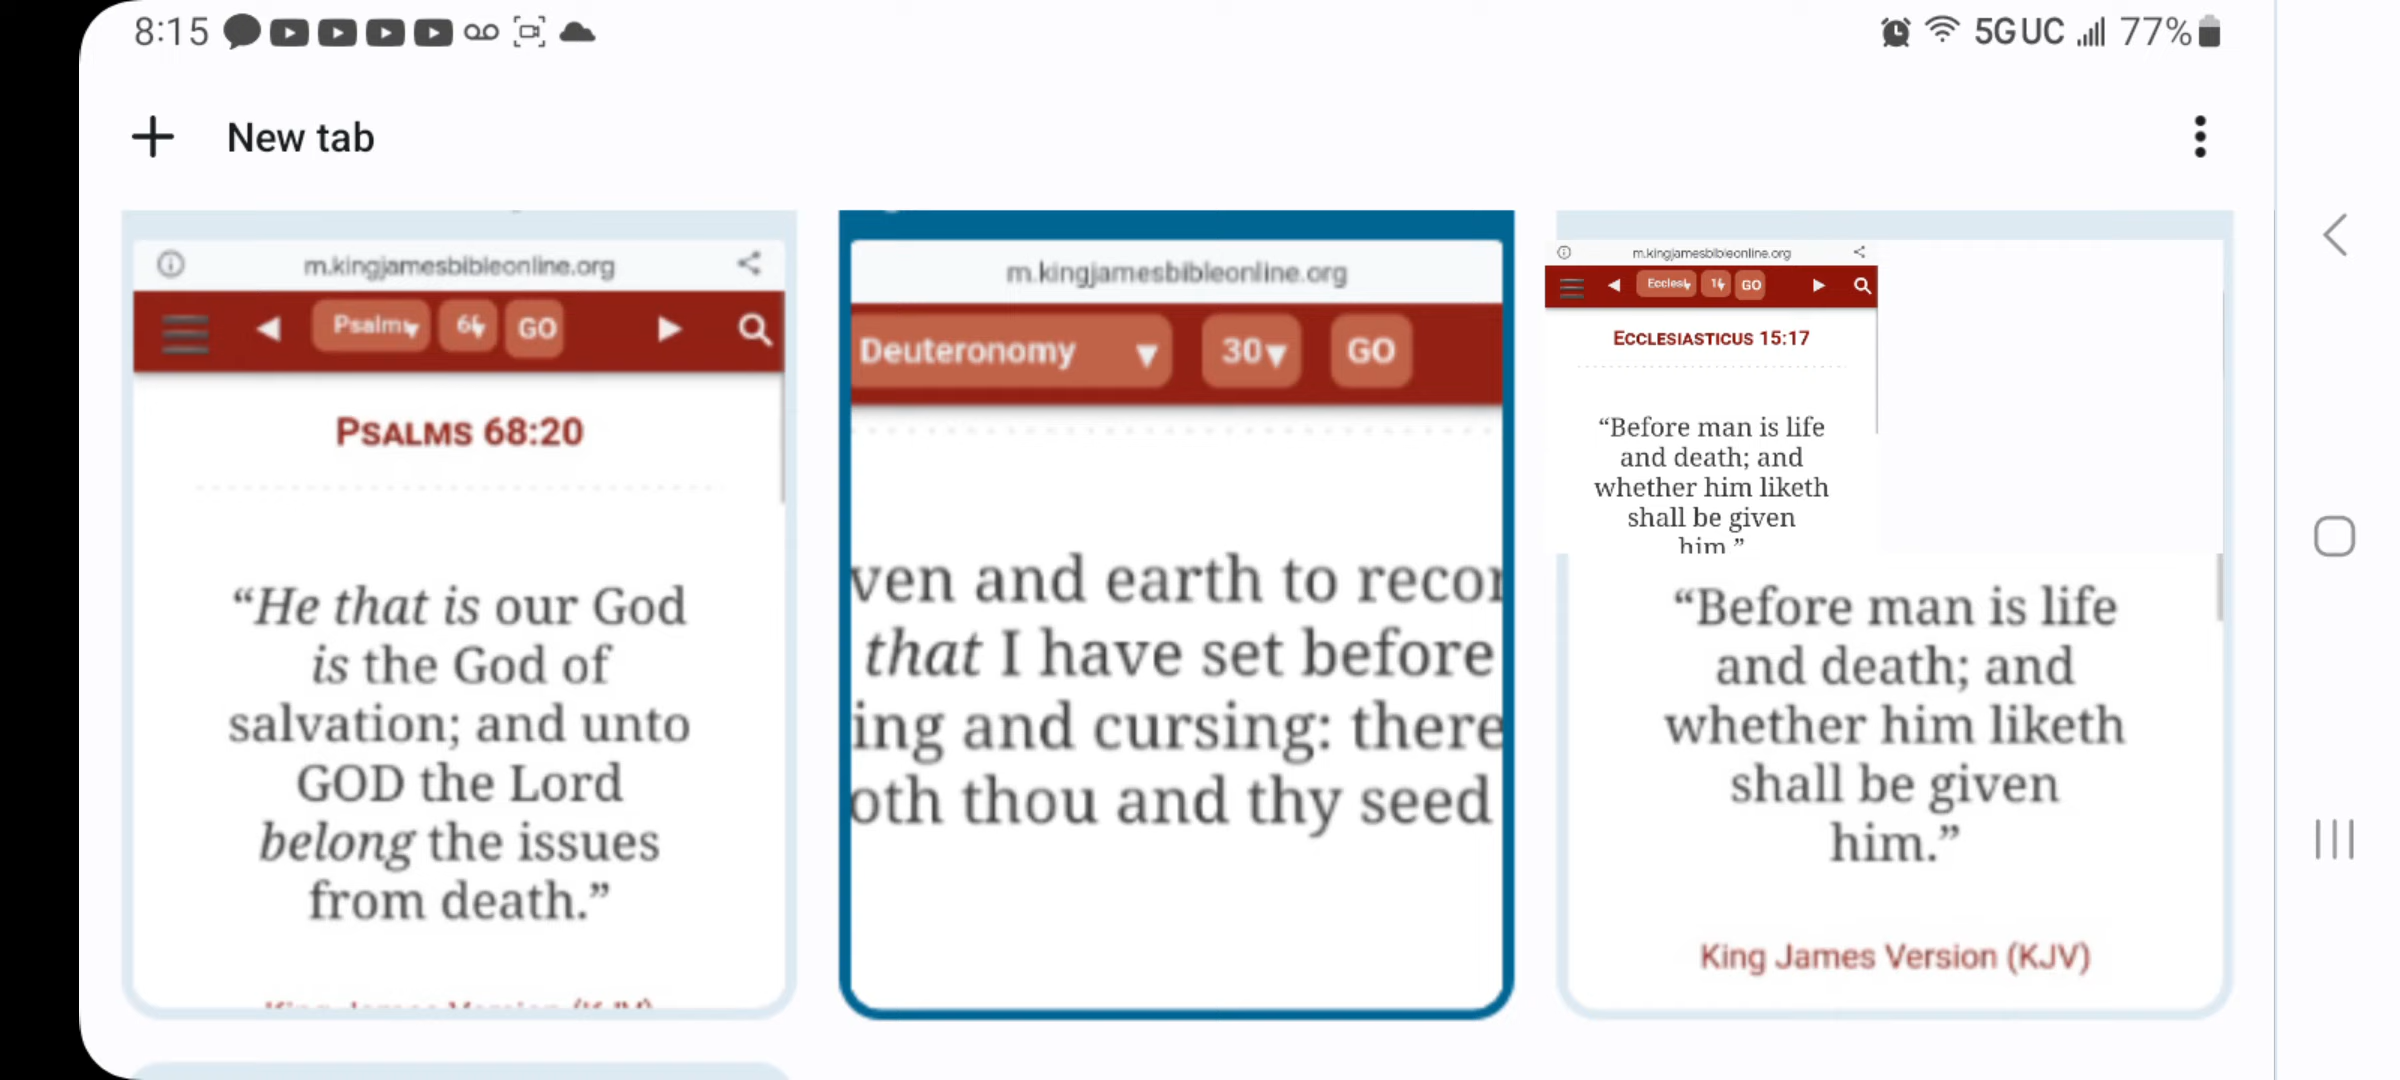 8:15
5G UC 77%
New tab
m.kingjamesbibleonline.org
Psalms
GO
PSALMS 68:20
“He that is our God
is the God of
salvation; and unto
GOD the Lord
belong the issues
from death.”
m.kingjamesbibleonline.org
Deuteronomy 30 GO
ven and earth to recor
that I have set before
ing and cursing: there
oth thou and thy seed
m.kingjamesbibleonline.org
Ecclesi
GO
ECCLESIASTICUS 15:17
“Before man is life
and death; and
whether him liketh
shall be given
him.”
“Before man is life
and death; and
whether him liketh
shall be given
him.”
King James Version (KJV)